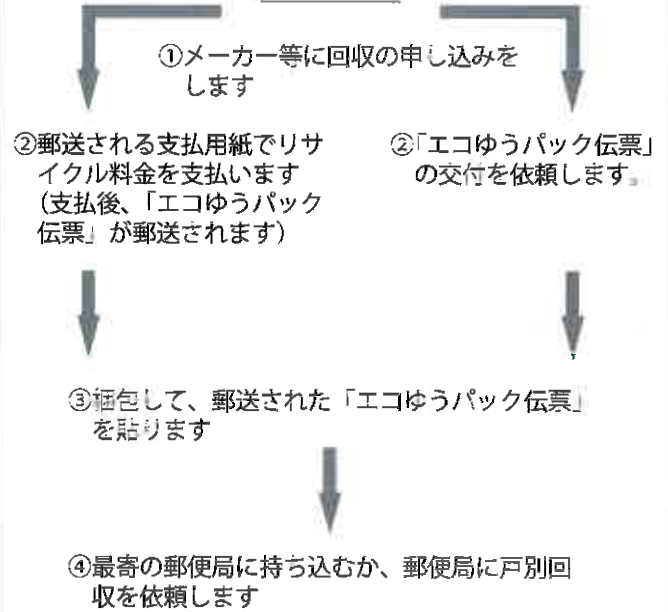 ①メーカー等に回収の申し込みを
します
②郵送される支払用紙でリサ
イクル料金を支払います
（支払後、「エコゆうパック
伝票」が郵送されます）
②「エコゆうパック伝票」
の交付を依頼します。
③梱包して、郵送された「エコゆうパック伝票」
を貼ります
④最寄の郵便局に持ち込むか、郵便局に戸別回
収を依頼します